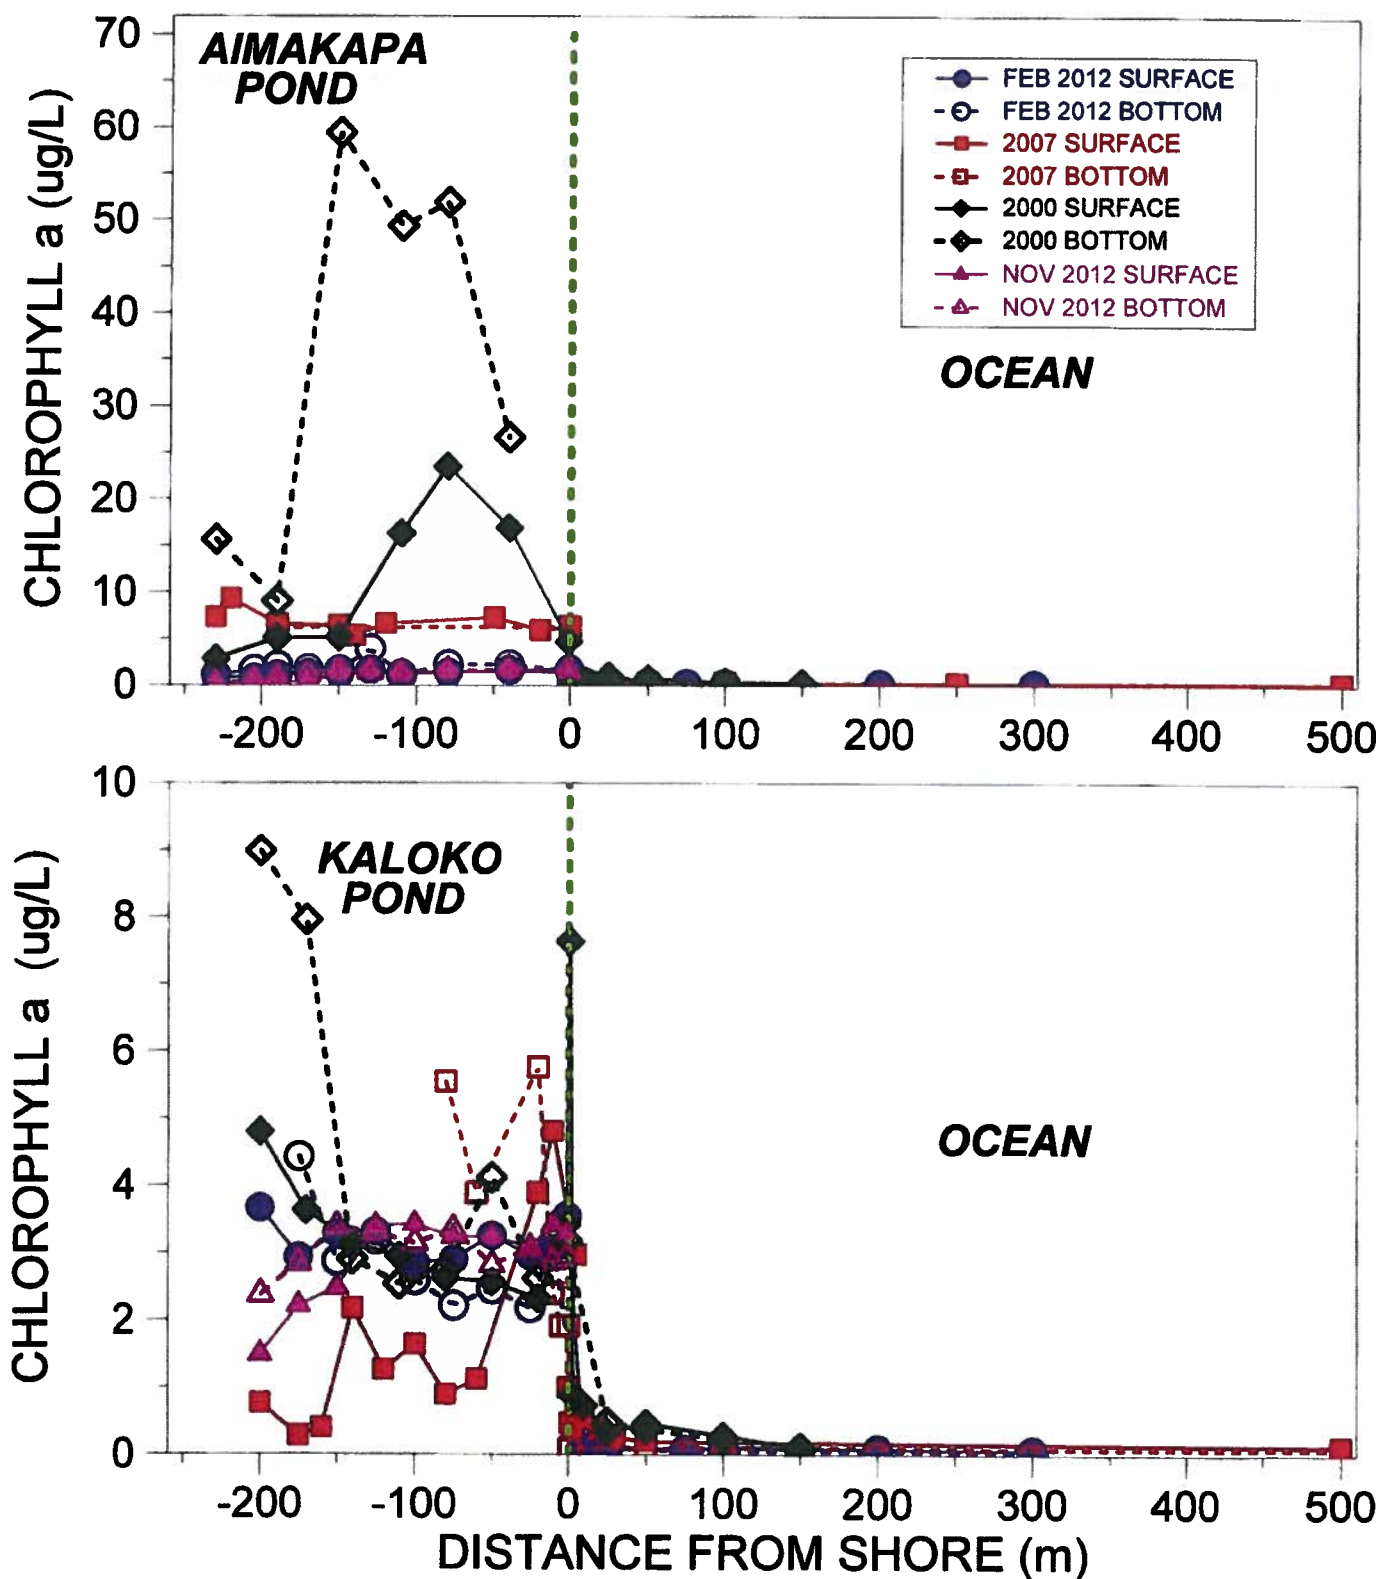 AIMAKAPA
POND
CHLOROPHYLL a (ug/L)
70
60
50
40
30
20
10
0
FEB 2012 SURFACE
FEB 2012 BOTTOM
2007 SURFACE
2007 BOTTOM
2000 SURFACE
2000 BOTTOM
NOV 2012 SURFACE
NOV 2012 BOTTOM
OCEAN
-200 -100 0 100 200 300 400 500
KALOKO
POND
CHLOROPHYLL a (ug/L)
10
8
6
4
2
0
OCEAN
-200 -100 0 100 200 300 400 500
DISTANCE FROM SHORE (m)